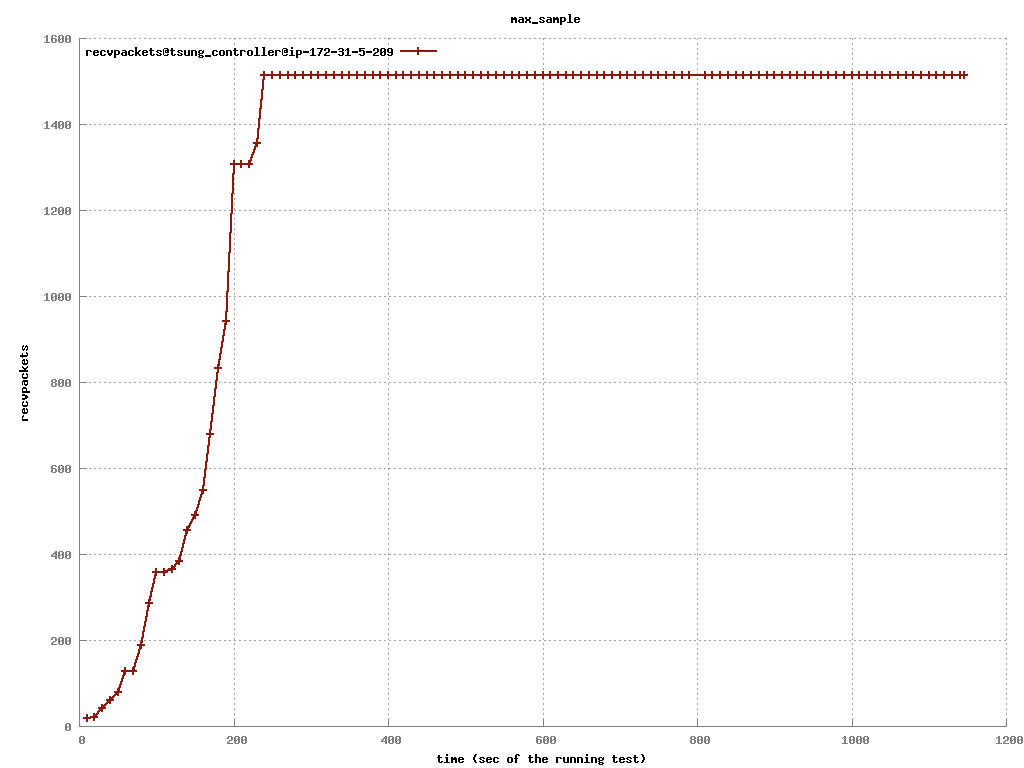 max_sample
1600
recvpackets@tsung_controller@ip-172-31-5-209
1400
1200
1000
800
600
400
200
0
recvpackets
0 200 400 600 800 1000 1200
time (sec of the running test)